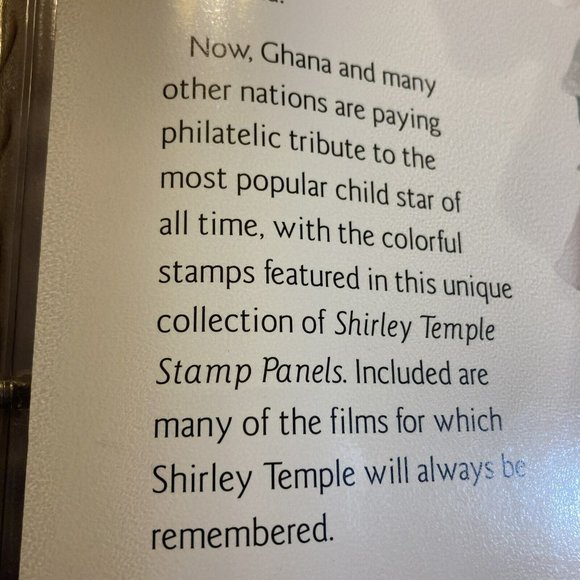 Now, Ghana and many
other nations are paying
philatelic tribute to the
most popular child star of
all time, with the colorful
stamps featured in this unique
collection of Shirley Temple
Stamp Panels. Included are
many of the films for which
Shirley Temple will always be
remembered.